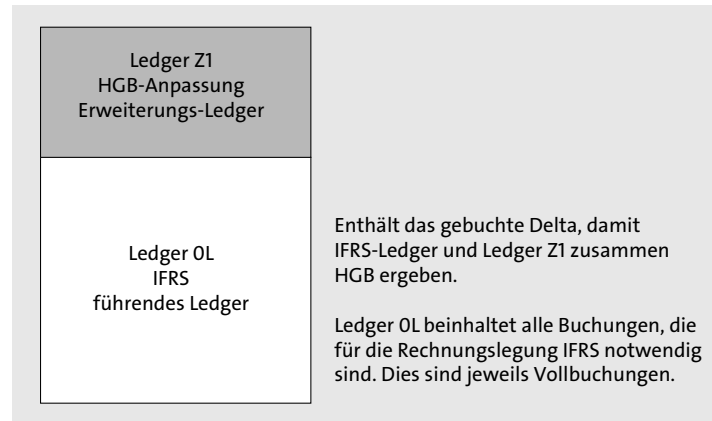 Ledger Z1
HGB-Anpassung
Erweiterungs-Ledger
Ledger 0L
IFRS
führendes Ledger
Enthält das gebuchte Delta, damit
IFRS-Ledger und Ledger Z1 zusammen
HGB ergeben.
Ledger 0L beinhaltet alle Buchungen, die
für die Rechnungslegung IFRS notwendig
sind. Dies sind jeweils Vollbuchungen.